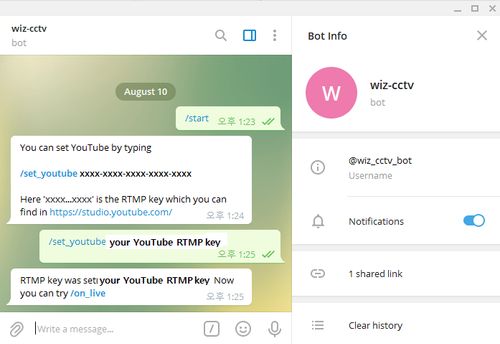 wiz-cctv
bot
August 10
/start 오후 1:23
You can set YouTube by typing
/set_youtube xxxx-xxxx-xxxx-xxxx-xxxx
Here 'xxxx...xxxx' is the RTMP key which you can
find in https://studio.youtube.com/ 오후 1:24
/set_youtube your YouTube RTMP key
오후 1:25
RTMP key was set your YouTube RTMP key Now
you can try /on_live 오후 1:25
Write a message...
Bot Info
W
wiz-cctv
bot
@wiz_cctv_bot
Username
Notifications
1 shared link
Clear history